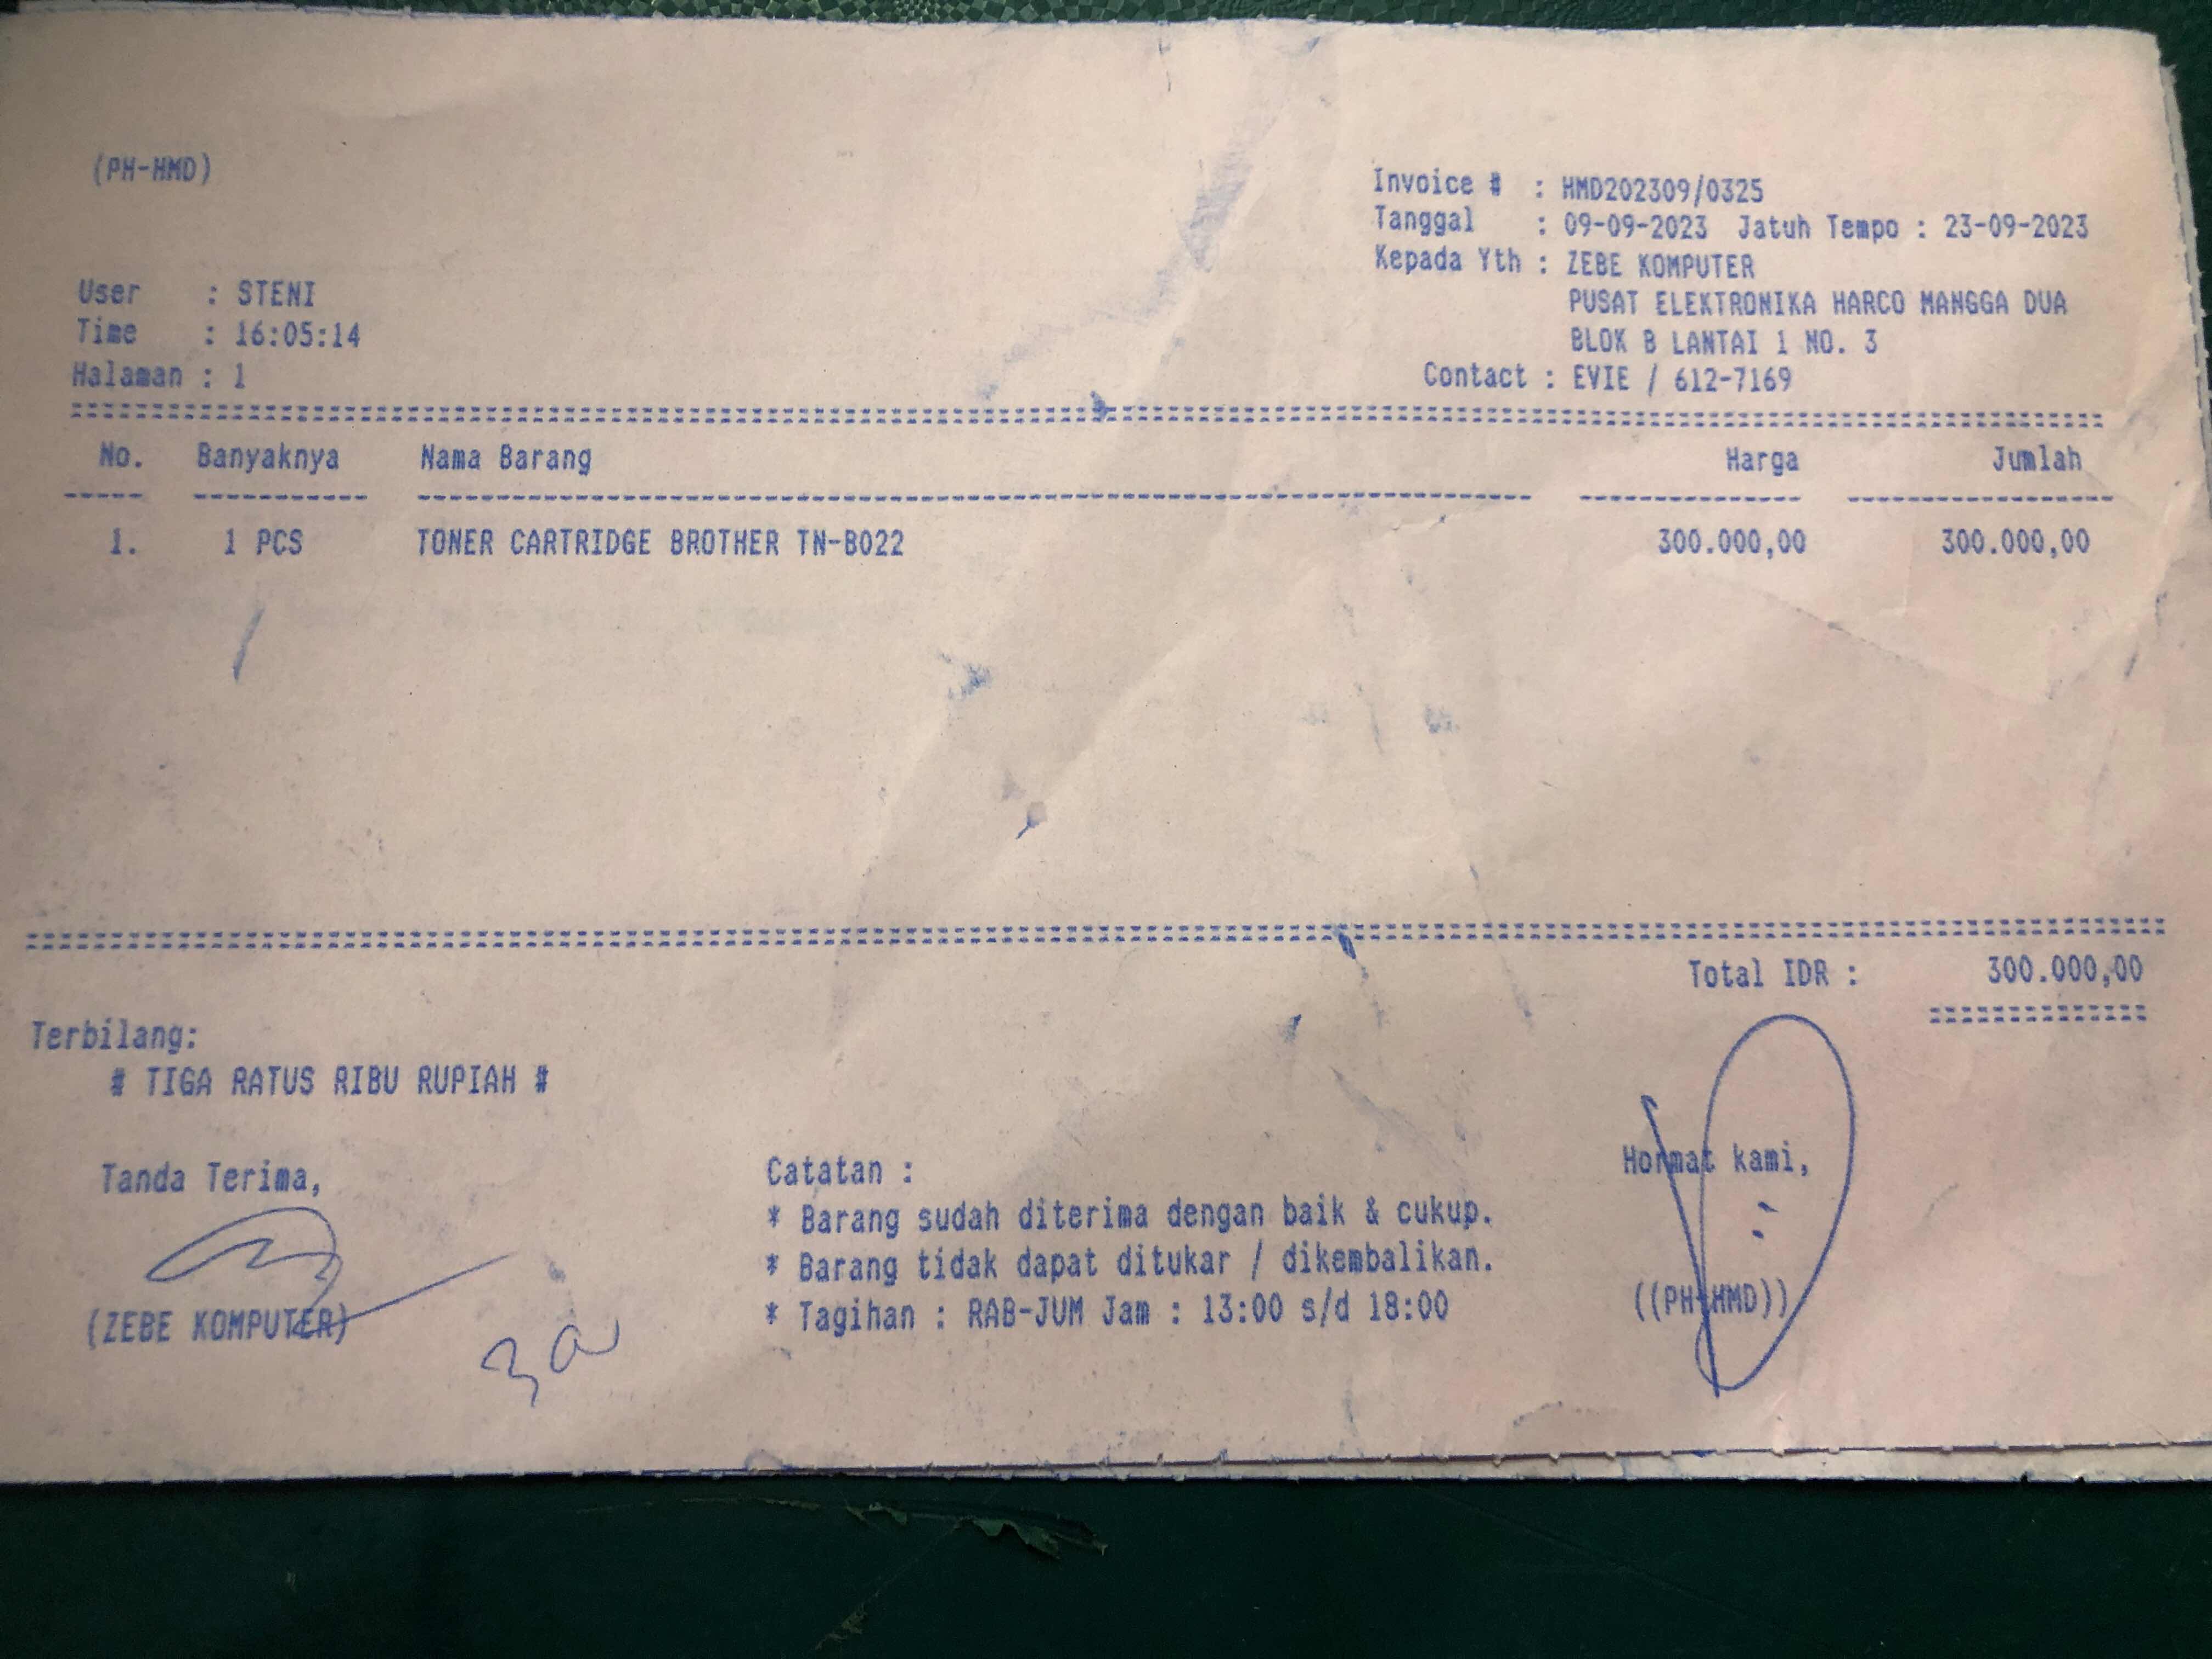 (PH-HMD)
Invoice # : HMD202309/0325
Tanggal : 09-09-2023 Jatuh Tempo : 23-09-2023
Kepada Yth : ZEBE KOMPUTER
PUSAT ELEKTRONIKA HARCO MANGGA DUA
BLOK B LANTAI 1 NO. 3
Contact : EVIE / 612-7169
User : STENI
Time : 16:05:14
Halaman : 1
No. Banyaknya Nama Barang Harga Jumlah
1. 1 PCS TONER CARTRIDGE BROTHER TN-B022 300.000,00 300.000,00
Total IDR : 300.000,00
Terbilang:
# TIGA RATUS RIBU RUPIAH #
Tanda Terima,
(ZEBE KOMPUTER)
Catatan :
* Barang sudah diterima dengan baik & cukup.
* Barang tidak dapat ditukar / dikembalikan.
* Tagihan : RAB-JUM Jam : 13:00 s/d 18:00
Hormat kami,
((PH-HMD))